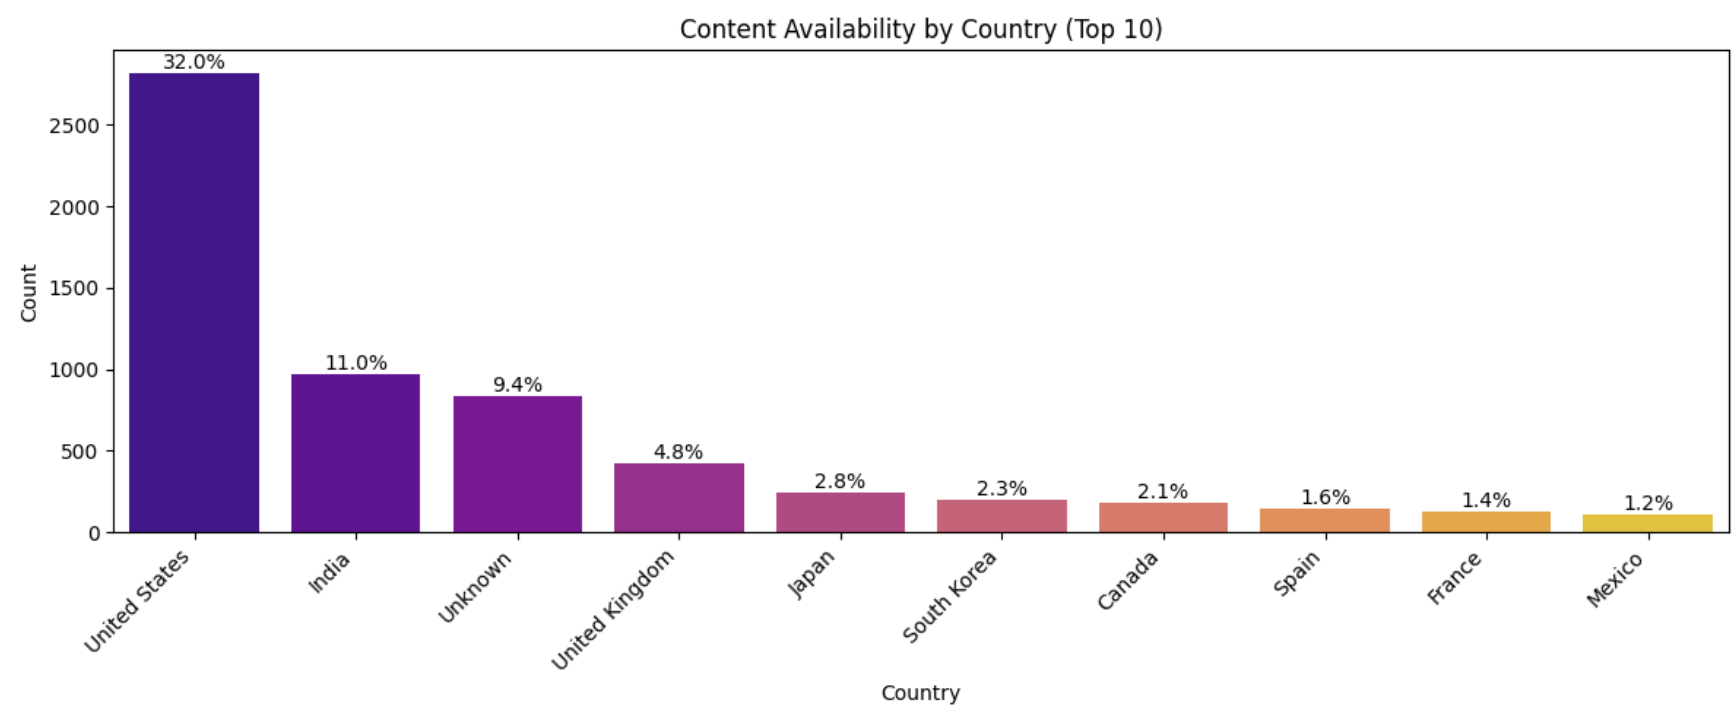 Content Availability by Country (Top 10)
32.0%
11.0%
9.4%
4.8%
2.8%
2.3%
2.1%
1.6%
1.4%
1.2%
2500
2000
1500
1000
500
0
Count
United States
India
Unknown
United Kingdom
Japan
South Korea
Canada
Spain
France
Mexico
Country